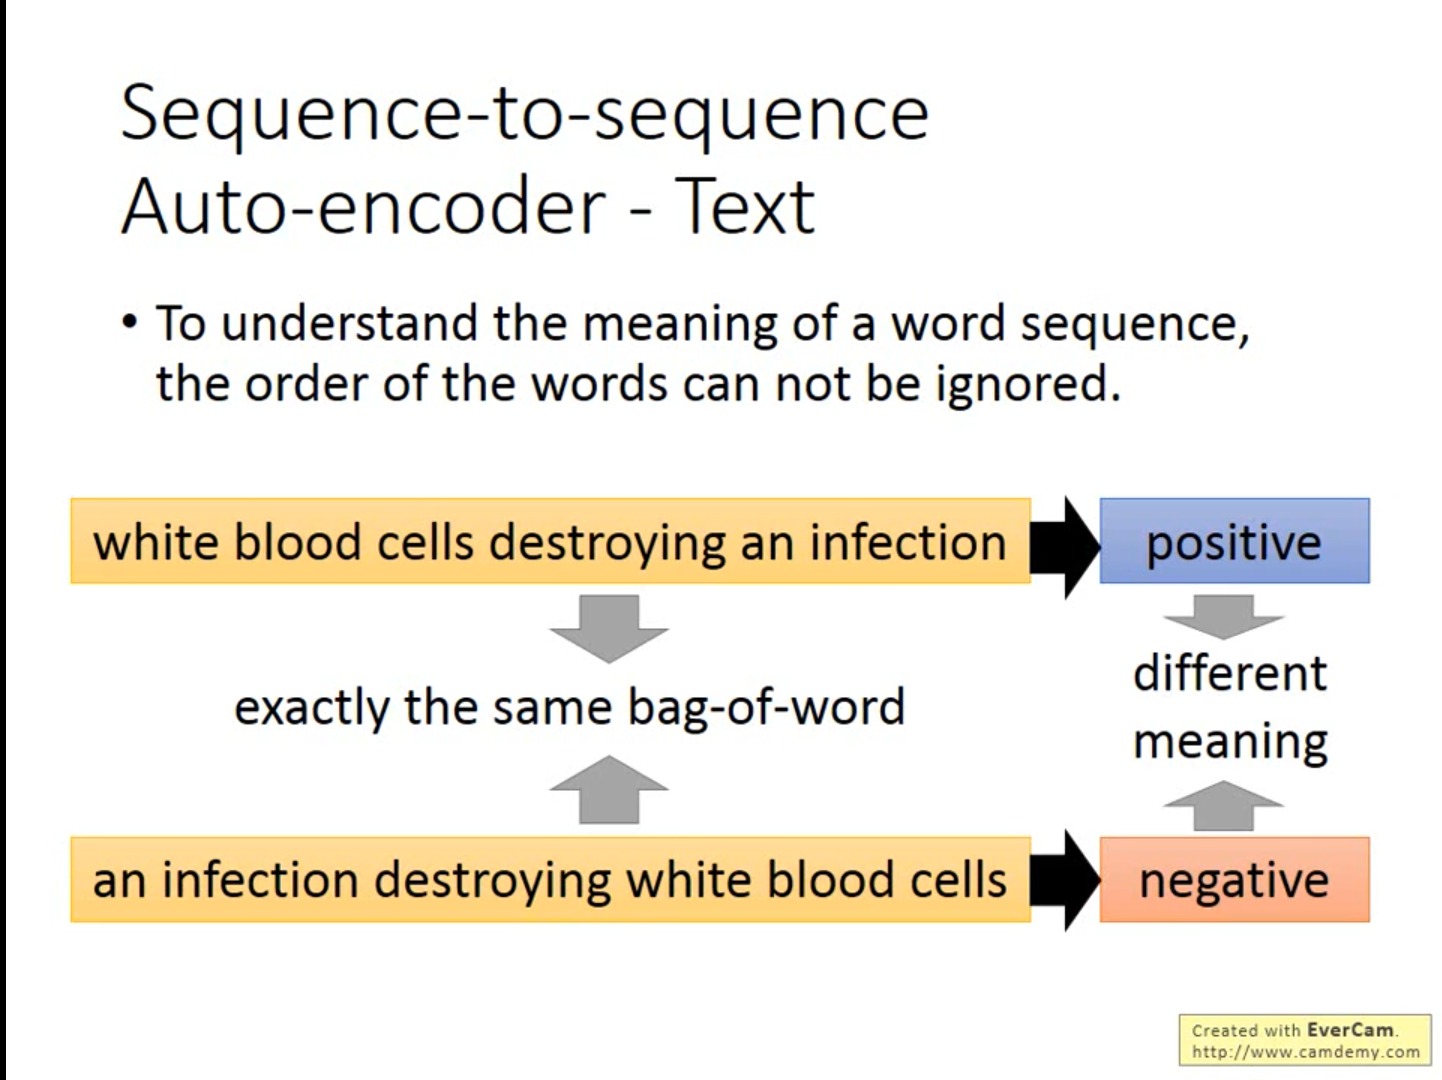 Sequence-to-sequence
Auto-encoder - Text
• To understand the meaning of a word sequence,
the order of the words can not be ignored.
white blood cells destroying an infection
positive
exactly the same bag-of-word
different
meaning
an infection destroying white blood cells
negative
Created with EverCam.
http://www.camdemy.com